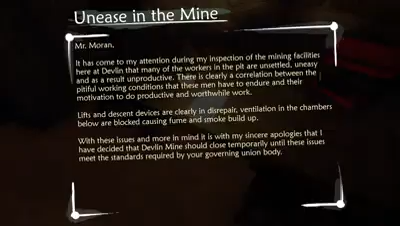 Unease in the Mine
Mr. Moran,
It has come to my attention during my inspection of the mining facilities
here at Devlin that many of the workers in the pit are unsettled, uneasy
and as a result unproductive. There is clearly a correlation between the
pitiful working conditions that these men have to endure and their
motivation to do productive and worthwhile work.
Lifts and descent devices are clearly in disrepair, ventilation in the chambers
below are blocked causing fume and smoke build up.
With these issues and more in mind it is with my sincere apologies that I
have decided that Devlin Mine should close temporarily until these issues
meet the standards required by your governing union body.